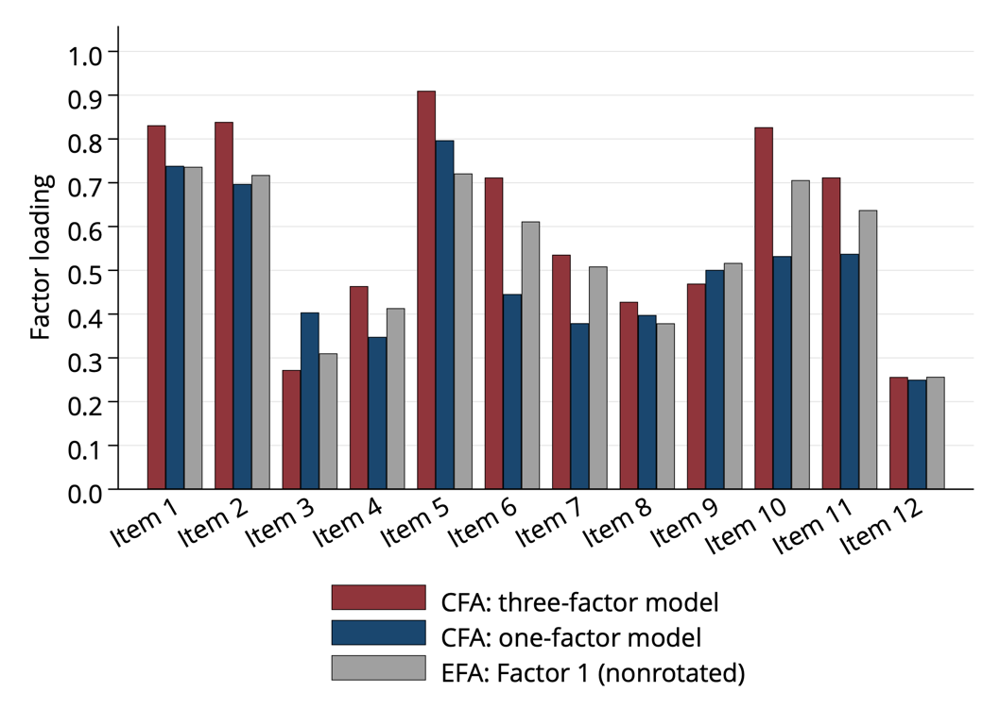 1.0
0.9
0.8
0.7
0.6
0.5
0.4
0.3
0.2
0.1
0.0
Factor loading
Item 1
Item 2
Item 3
Item 4
Item 5
Item 6
Item 7
Item 8
Item 9
Item 10
Item 11
Item 12
CFA: three-factor model
CFA: one-factor model
EFA: Factor 1 (nonrotated)